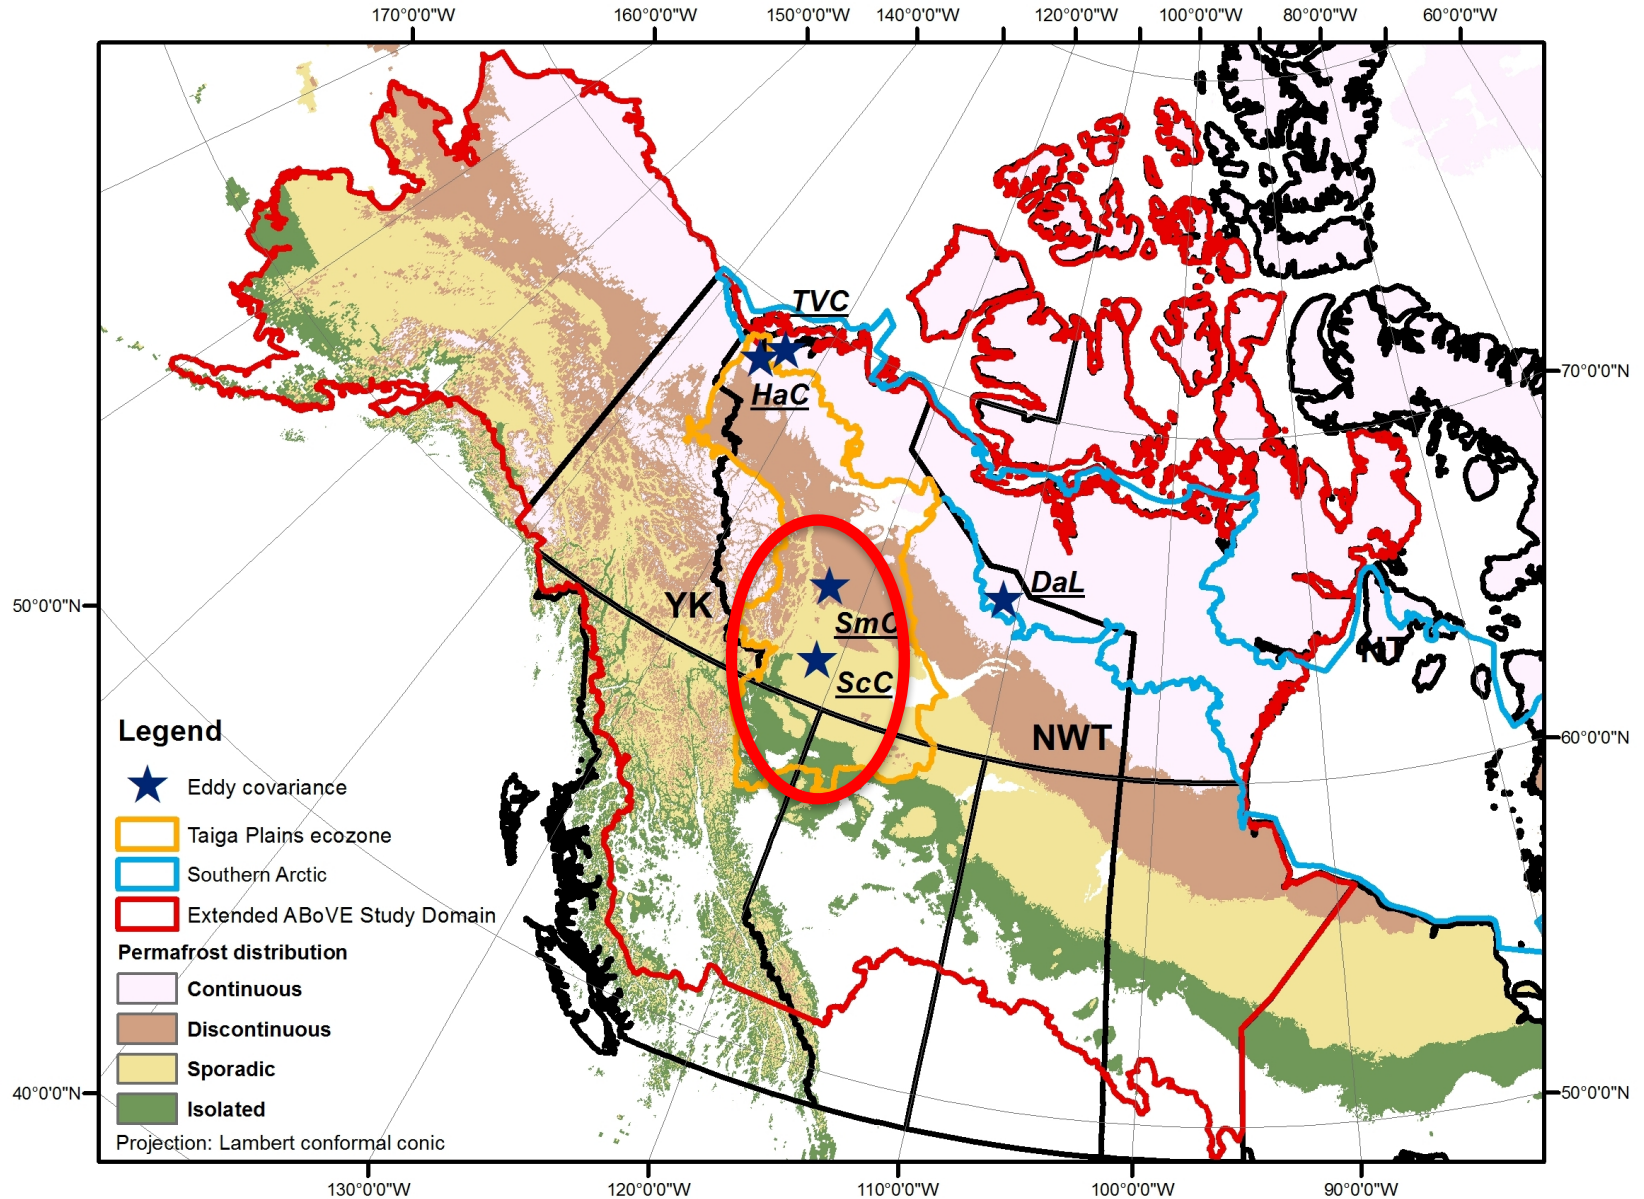 170°0'0"W 160°0'0"W 150°0'0"W 140°0'0"W 120°0'0"W 100°0'0"W 80°0'0"W 60°0'0"W
TVC
70°0'0"N
HaC
DaL
50°0'0"N
YK
SmC
ScC
NWT
60°0'0"N
Legend
Eddy covariance
Taiga Plains ecozone
Southern Arctic
Extended ABoVE Study Domain
Permafrost distribution
Continuous
Discontinuous
Sporadic
Isolated
40°0'0"N
50°0'0"N
Projection: Lambert conformal conic
130°0'0"W 120°0'0"W 110°0'0"W 100°0'0"W 90°0'0"W